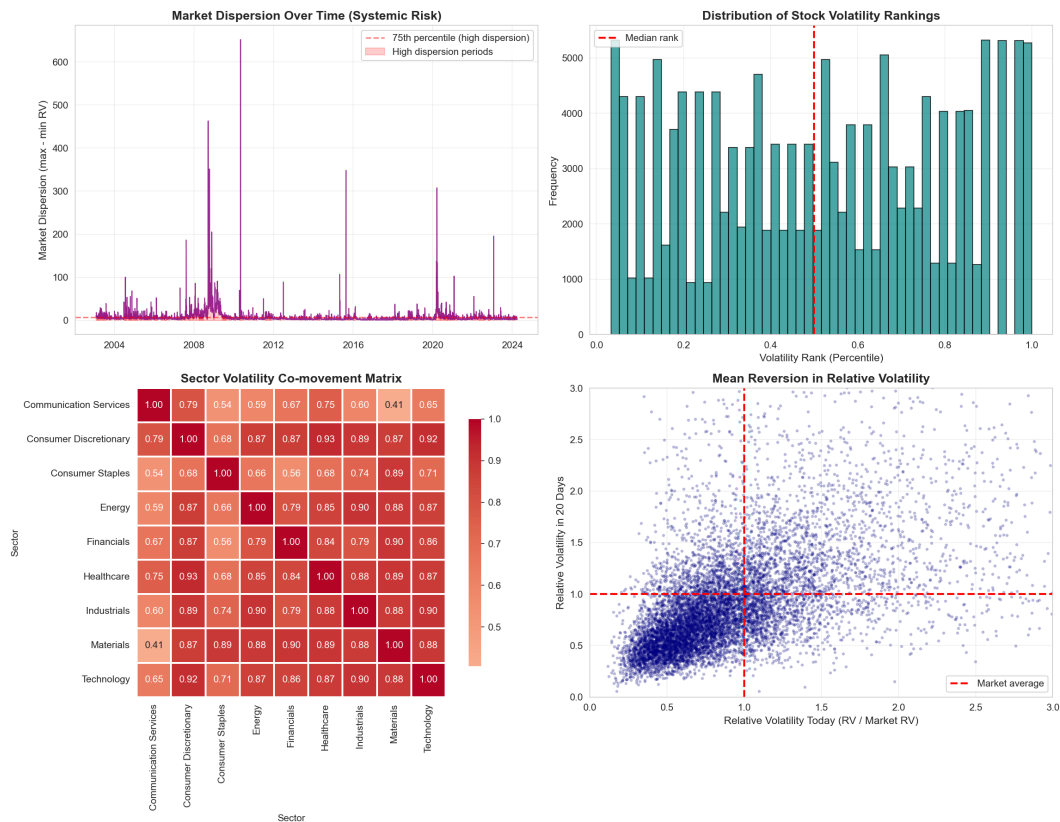 Market Dispersion Over Time (Systemic Risk)
Market Dispersion (max - min RV)
600
500
400
300
200
100
0
2004
2008
2012
2016
2020
2024
75th percentile (high dispersion)
High dispersion periods
Distribution of Stock Volatility Rankings
Frequency
5000
4000
3000
2000
1000
0
0.0
0.2
0.4
0.6
0.8
1.0
Volatility Rank (Percentile)
Median rank
Sector Volatility Co-movement Matrix
Sector
Communication Services 1.00 0.79 0.54 0.59 0.67 0.75 0.60 0.41 0.65
Consumer Discretionary 0.79 1.00 0.68 0.87 0.87 0.93 0.89 0.87 0.92
Consumer Staples 0.54 0.68 1.00 0.66 0.56 0.68 0.74 0.89 0.71
Energy 0.59 0.87 0.66 1.00 0.79 0.85 0.90 0.88 0.87
Financials 0.67 0.87 0.56 0.79 1.00 0.84 0.79 0.90 0.86
Healthcare 0.75 0.93 0.68 0.85 0.84 1.00 0.88 0.89 0.87
Industrials 0.60 0.89 0.74 0.90 0.79 0.88 1.00 0.88 0.90
Materials 0.41 0.87 0.89 0.88 0.90 0.89 0.88 1.00 0.88
Technology 0.65 0.92 0.71 0.87 0.86 0.87 0.90 0.88 1.00
Communication Services
Consumer Discretionary
Consumer Staples
Energy
Financials
Healthcare
Industrials
Materials
Technology
Sector
1.0
0.9
0.8
0.7
0.6
0.5
Mean Reversion in Relative Volatility
Relative Volatility in 20 Days
3.0
2.5
2.0
1.5
1.0
0.5
0.0
0.0
0.5
1.0
1.5
2.0
2.5
3.0
Relative Volatility Today (RV / Market RV)
Market average